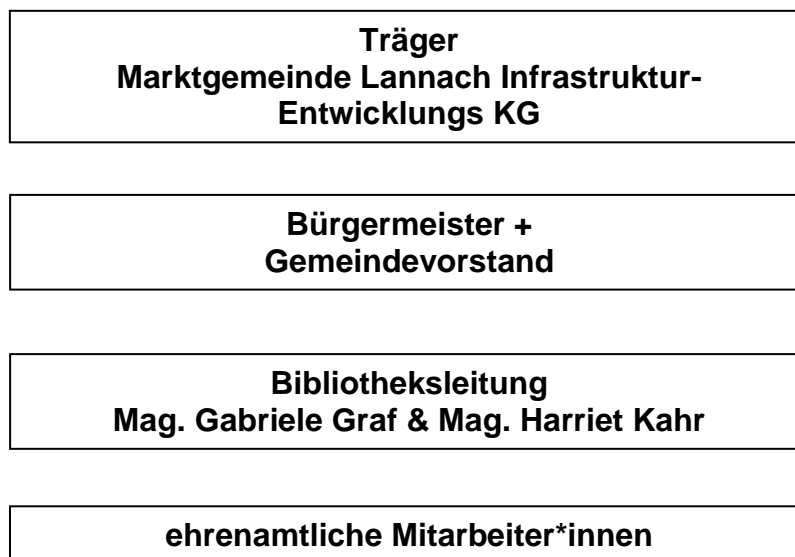 Träger
Marktgemeinde Lannach Infrastruktur-
Entwicklungs KG
Bürgermeister +
Gemeindevorstand
Bibliotheksleitung
Mag. Gabriele Graf & Mag. Harriet Kahr
ehrenamtliche Mitarbeiter*innen